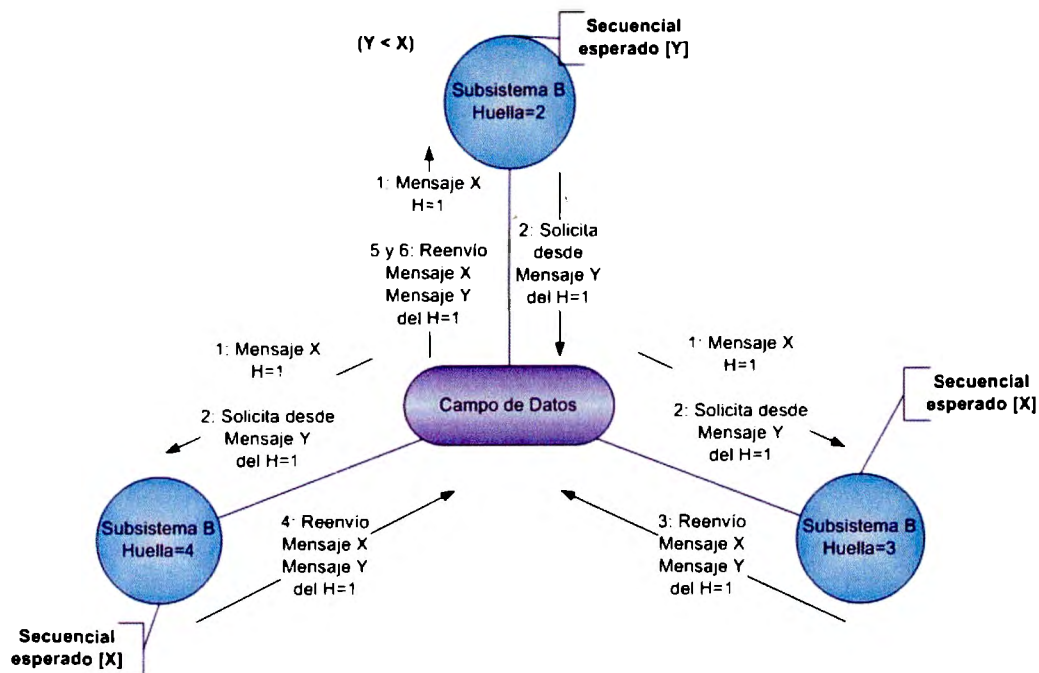 Secuencial
esperado [Y]
(Y < X)
Subsistema B
Huella=2
1: Mensaje X
H=1
2: Solicita
desde
Mensaje Y
del H=1
5 y 6: Reenvío
Mensaje X
Mensaje Y
del H=1
1: Mensaje X
H=1
1: Mensaje X
H=1
Campo de Datos
Secuencial
esperado [X]
2: Solicita desde
Mensaje Y
del H=1
2: Solicita desde
Mensaje Y
del H=1
Subsistema B
Huella=4
4: Reenvío
Mensaje X
Mensaje Y
del H=1
3: Reenvío
Mensaje X
Mensaje Y
del H=1
Subsistema B
Huella=3
Secuencial
esperado [X]